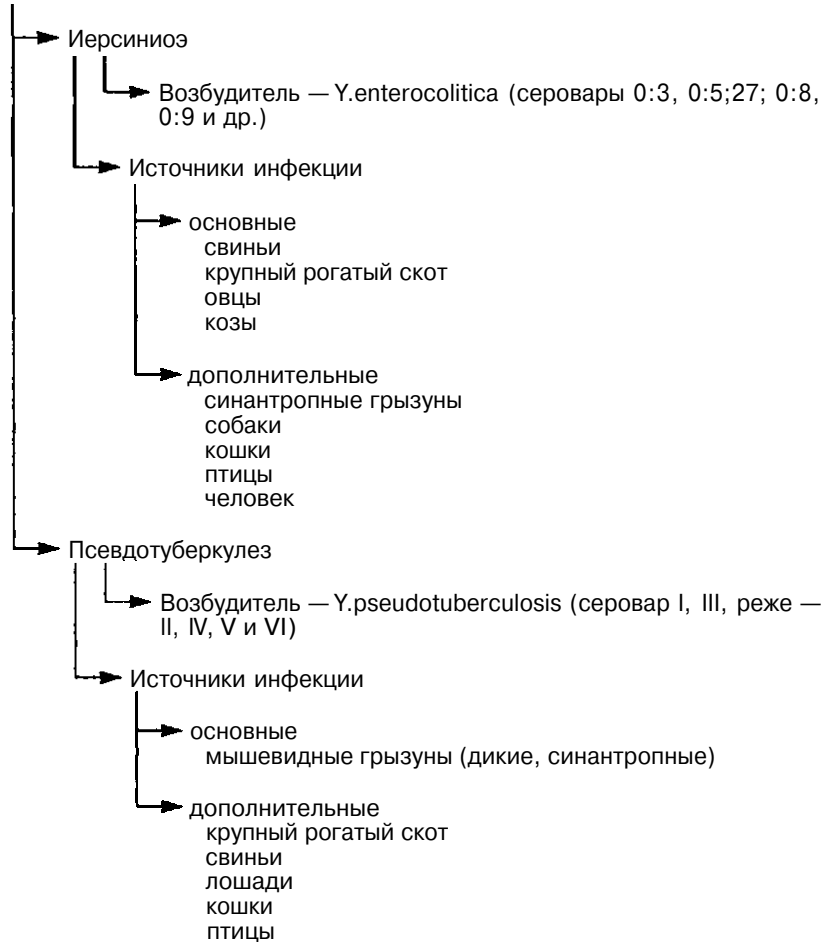 Иерсиниоэ
Возбудитель — Y.enterocolitica (серовары 0:3, 0:5;27; 0:8,
0:9 и др.)
Источники инфекции
основные
свиньи
крупный рогатый скот
овцы
козы
дополнительные
синантропные грызуны
собаки
кошки
птицы
человек
Псевдотуберкулез
Возбудитель — Y.pseudotuberculosis (серовар I, III, реже —
II, IV, V и VI)
Источники инфекции
основные
мышевидные грызуны (дикие, синантропные)
дополнительные
крупный рогатый скот
свиньи
лошади
кошки
птицы